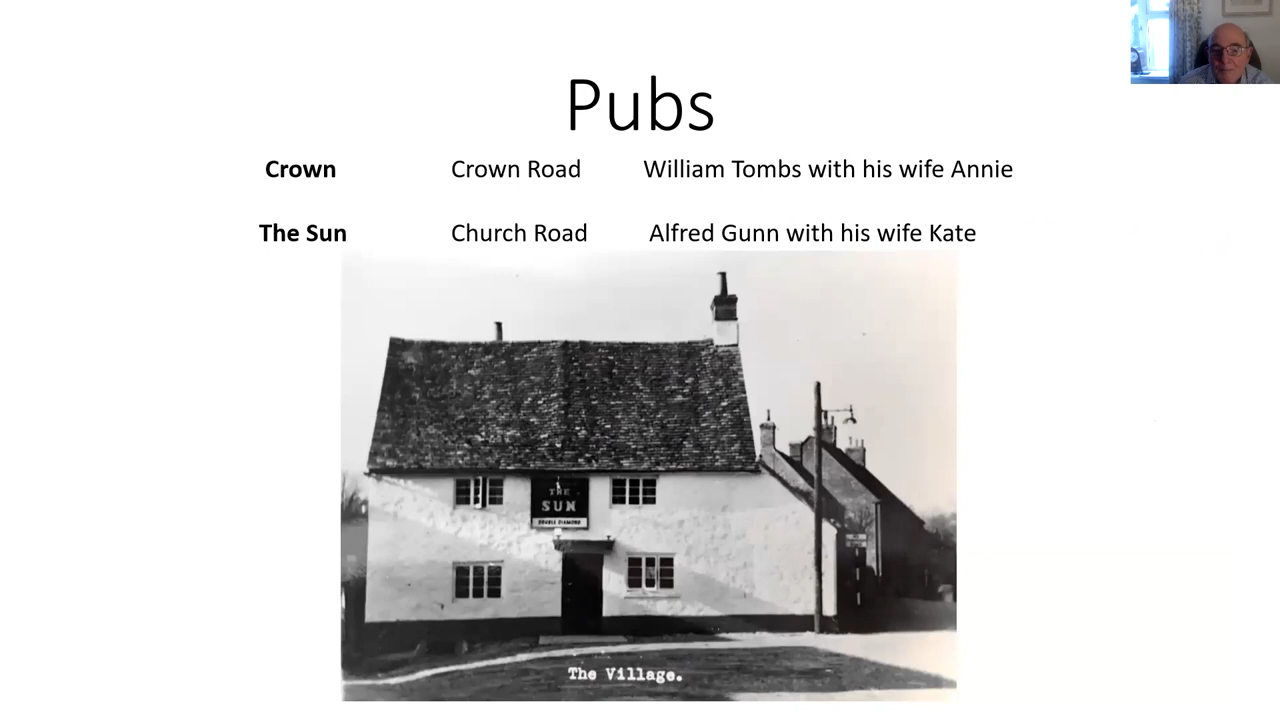 Pubs
Crown Crown Road William Tombs with his wife Annie
The Sun Church Road Alfred Gunn with his wife Kate
THE
SUN
DOUBLE DIAMOND
The Village.